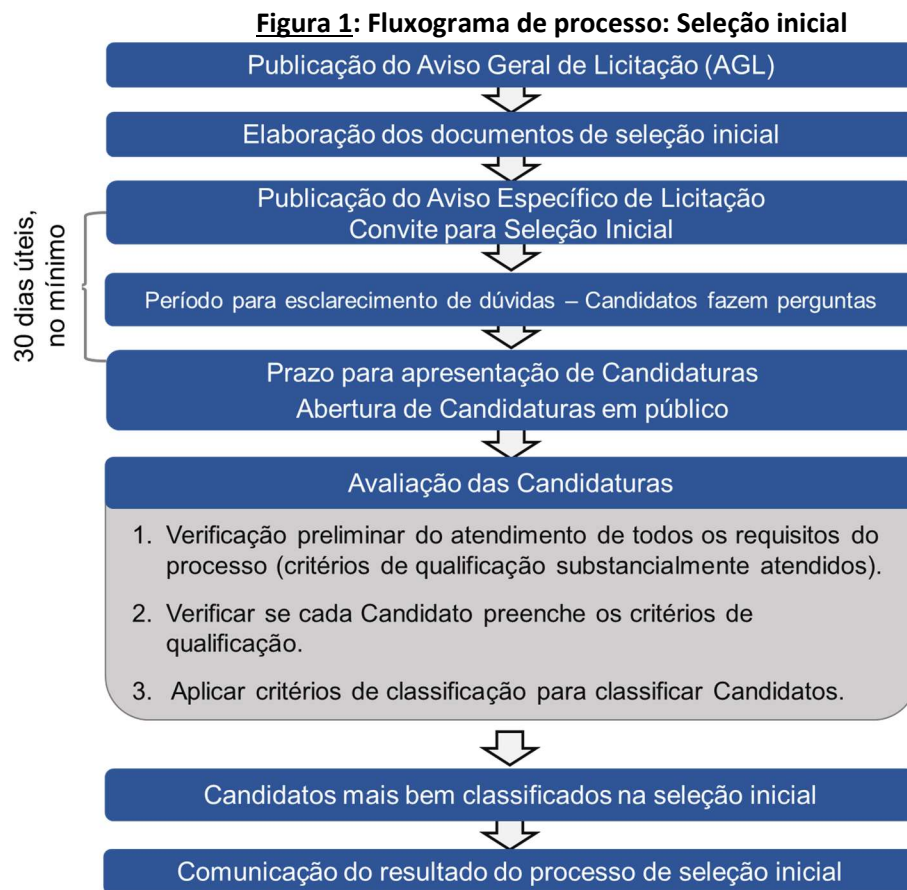 Figura 1: Fluxograma de processo: Seleção inicial
Publicação do Aviso Geral de Licitação (AGL)
Elaboração dos documentos de seleção inicial
Publicação do Aviso Específico de Licitação
Convite para Seleção Inicial
30 dias úteis,
no mínimo
Período para esclarecimento de dúvidas – Candidatos fazem perguntas
Prazo para apresentação de Candidaturas
Abertura de Candidaturas em público
Avaliação das Candidaturas
1. Verificação preliminar do atendimento de todos os requisitos do
processo (critérios de qualificação substancialmente atendidos).
2. Verificar se cada Candidato preenche os critérios de
qualificação.
3. Aplicar critérios de classificação para classificar Candidatos.
Candidatos mais bem classificados na seleção inicial
Comunicação do resultado do processo de seleção inicial